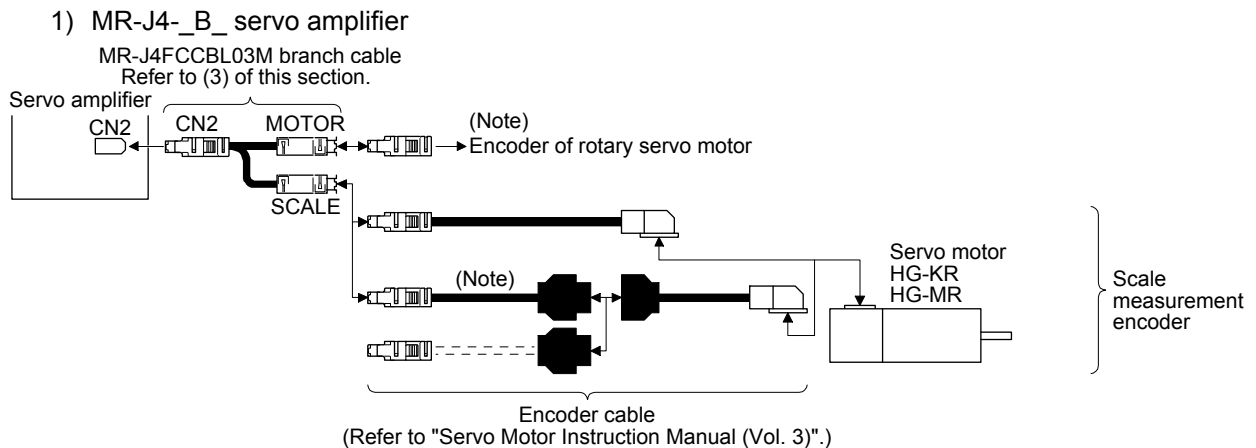 1) MR-J4-_B_ servo amplifier
MR-J4FCCBL03M branch cable
Refer to (3) of this section.
Servo amplifier
CN2
CN2
MOTOR
(Note)
Encoder of rotary servo motor
SCALE
(Note)
Servo motor
HG-KR
HG-MR
Scale
measurement
encoder
Encoder cable
(Refer to "Servo Motor Instruction Manual (Vol. 3)".)